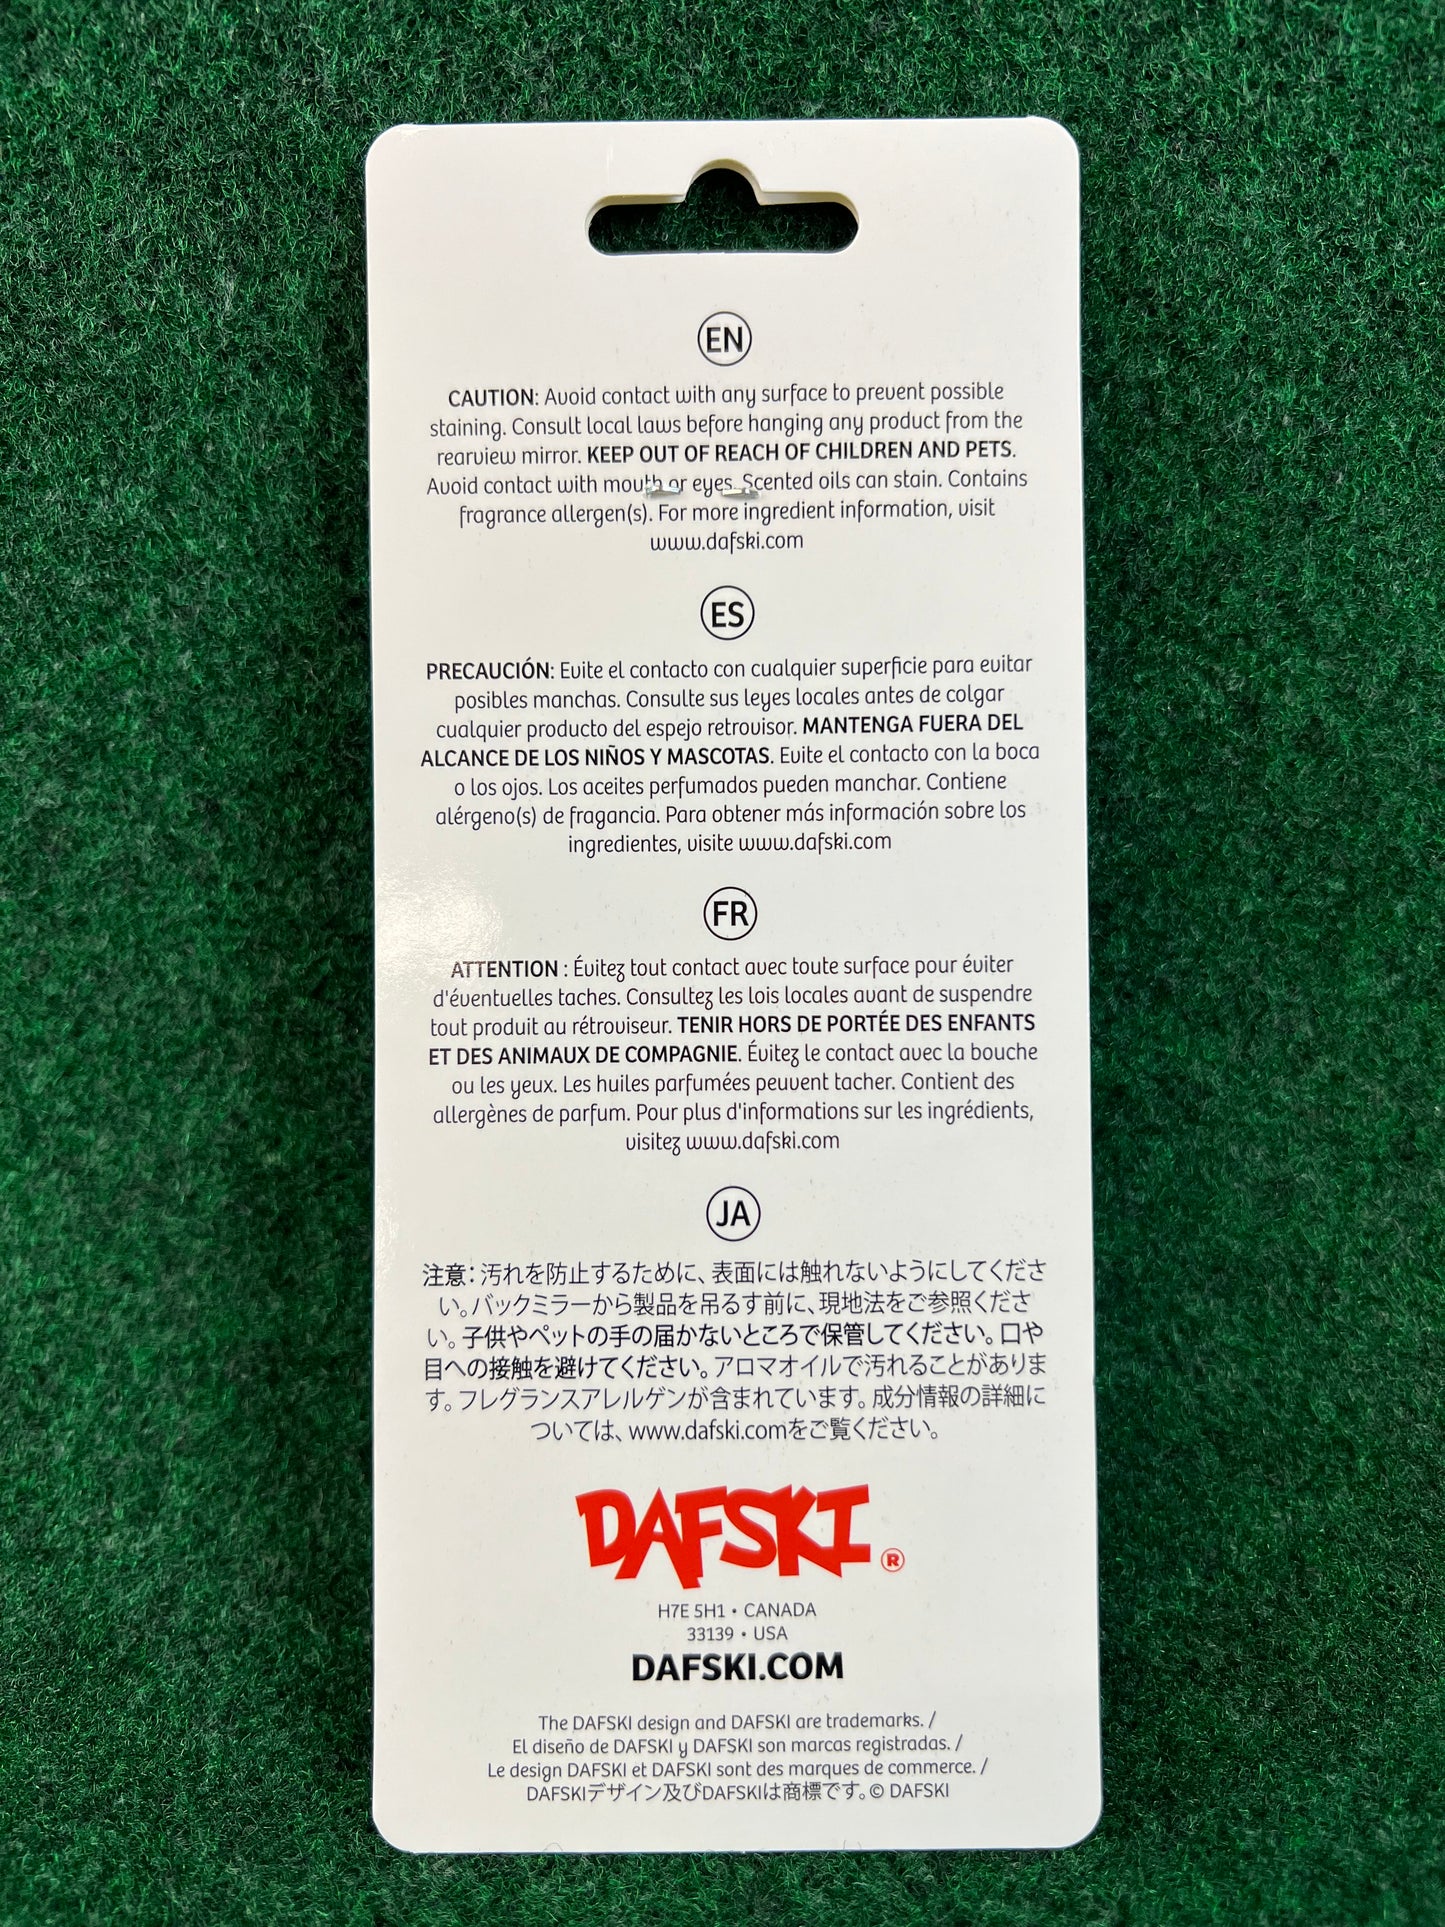 EN
CAUTION: Avoid contact with any surface to prevent possible
staining. Consult local laws before hanging any product from the
rearview mirror. KEEP OUT OF REACH OF CHILDREN AND PETS.
Avoid contact with mouth or eyes. Scented oils can stain. Contains
fragrance allergen(s). For more ingredient information, visit
www.dafski.com
ES
PRECAUCIÓN: Evite el contacto con cualquier superficie para evitar
posibles manchas. Consulte sus leyes locales antes de colgar
cualquier producto del espejo retrovisor. MANTENGA FUERA DEL
ALCANCE DE LOS NIÑOS Y MASCOTAS. Evite el contacto con la boca
o los ojos. Los aceites perfumados pueden manchar. Contiene
alérgeno(s) de fragancia. Para obtener más información sobre los
ingredientes, visite www.dafski.com
FR
ATTENTION : Évitez tout contact avec toute surface pour éviter
d'éventuelles taches. Consultez les lois locales avant de suspendre
tout produit au rétroviseur. TENIR HORS DE PORTÉE DES ENFANTS
ET DES ANIMAUX DE COMPAGNIE. Évitez le contact avec la bouche
ou les yeux. Les huiles parfumées peuvent tacher. Contient des
allergènes de parfum. Pour plus d'informations sur les ingrédients,
visitez www.dafski.com
JA
注意：汚れを防止するために、表面には触れないようにしてくださ
い。バックミラーから製品を吊るす前に、現地法をご参照くださ
い。子供やペットの手の届かないところで保管してください。口や
目への接触を避けてください。アロマオイルで汚れることがありま
す。フレグランスアレルゲンが含まれています。成分情報の詳細に
ついては、www.dafski.comをご覧ください。
DAFSKI ®
H7E 5H1 • CANADA
33139 • USA
DAFSKI.COM
The DAFSKI design and DAFSKI are trademarks. /
El diseño de DAFSKI y DAFSKI son marcas registradas. /
Le design DAFSKI et DAFSKI sont des marques de commerce. /
DAFSKIデザイン及びDAFSKIは商標です。© DAFSKI